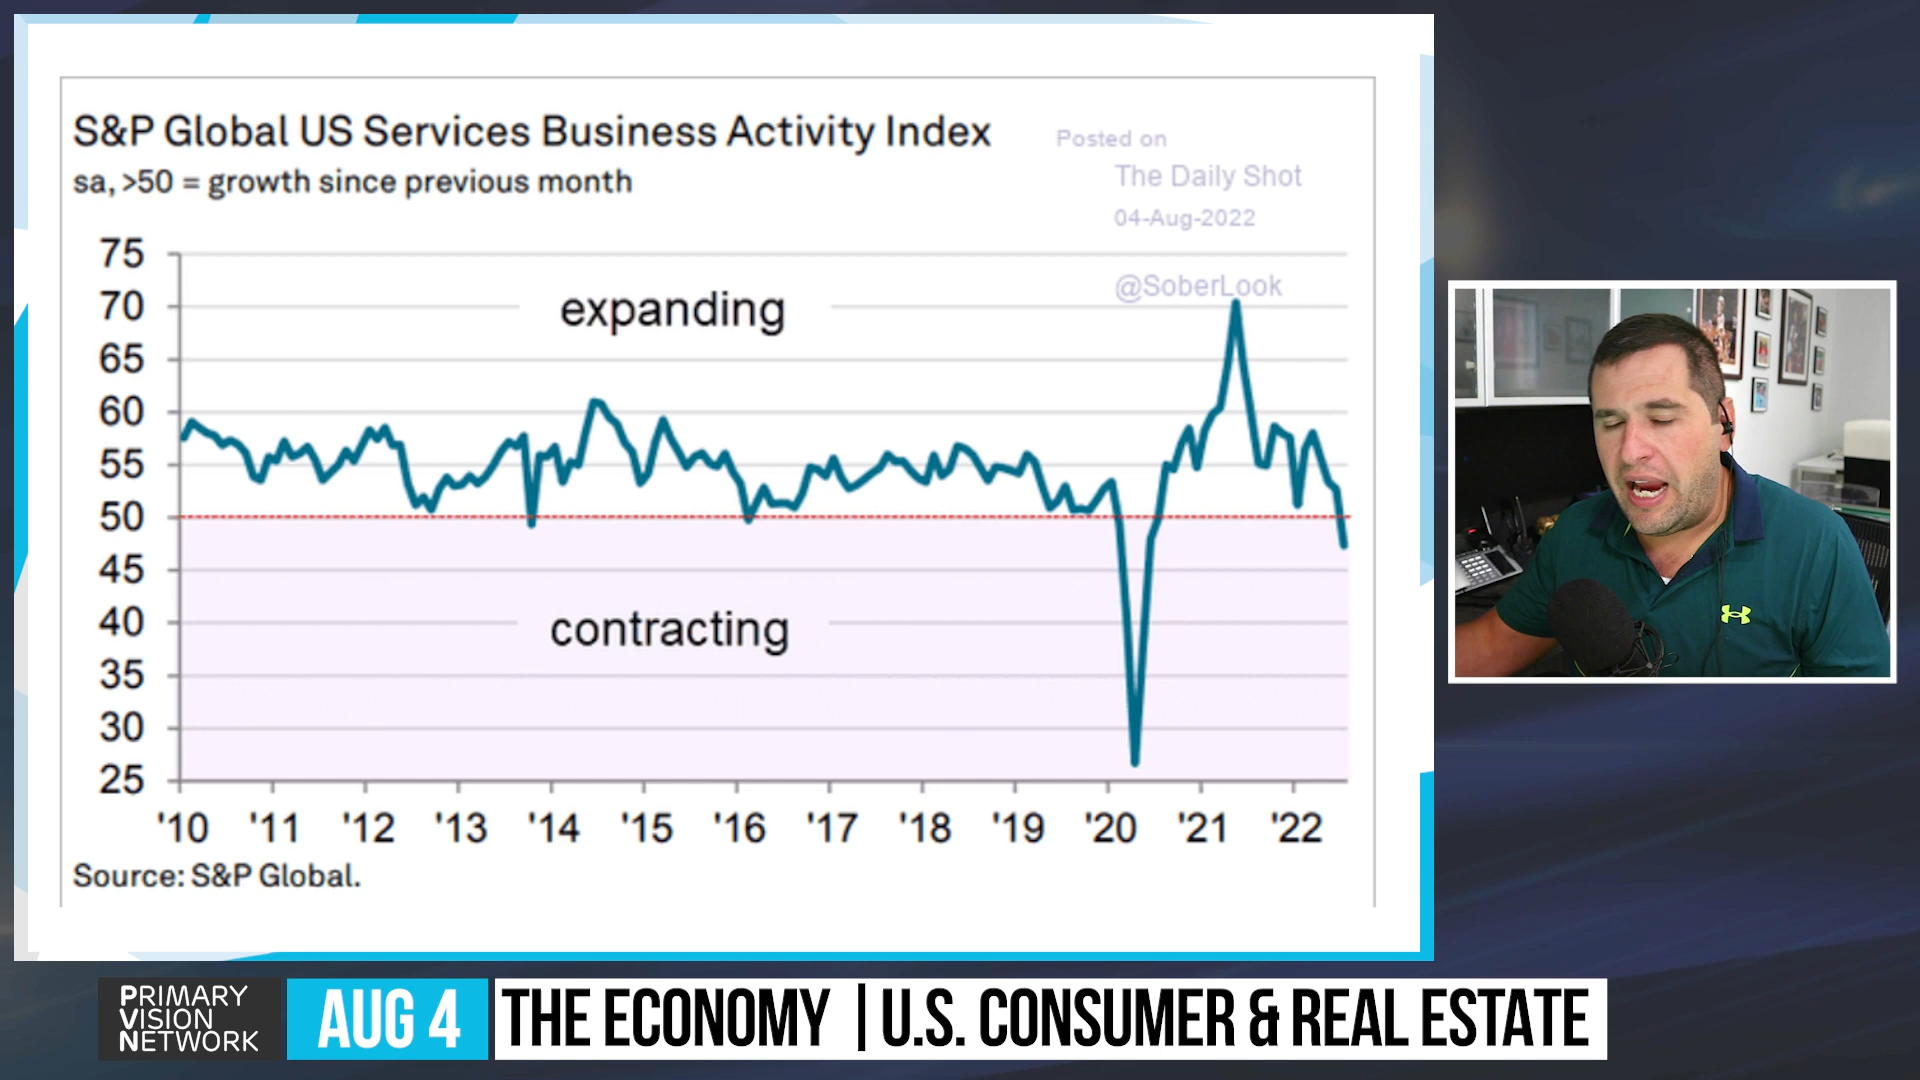 S&P Global US Services Business Activity Index
sa, >50 = growth since previous month
Posted on
The Daily Shot
04-Aug-2022
@SoberLook
75
70
65
60
55
50
45
40
35
30
25
expanding
contracting
'10 '11 '12 '13 '14 '15 '16 '17 '18 '19 '20 '21 '22
Source: S&P Global.
PRIMARY
VISION
NETWORK
AUG 4
THE ECONOMY | U.S. CONSUMER & REAL ESTATE